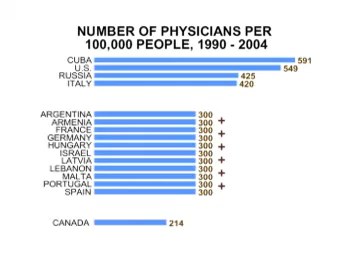 NUMBER OF PHYSICIANS PER
100,000 PEOPLE, 1990 - 2004
CUBA 591
U.S. 549
RUSSIA 425
ITALY 420
ARGENTINA 300
ARMENIA 300 +
FRANCE 300
GERMANY 300 +
HUNGARY 300 +
ISRAEL 300
LATVIA 300 +
LEBANON 300
MALTA 300 +
PORTUGAL 300 +
SPAIN 300
CANADA 214